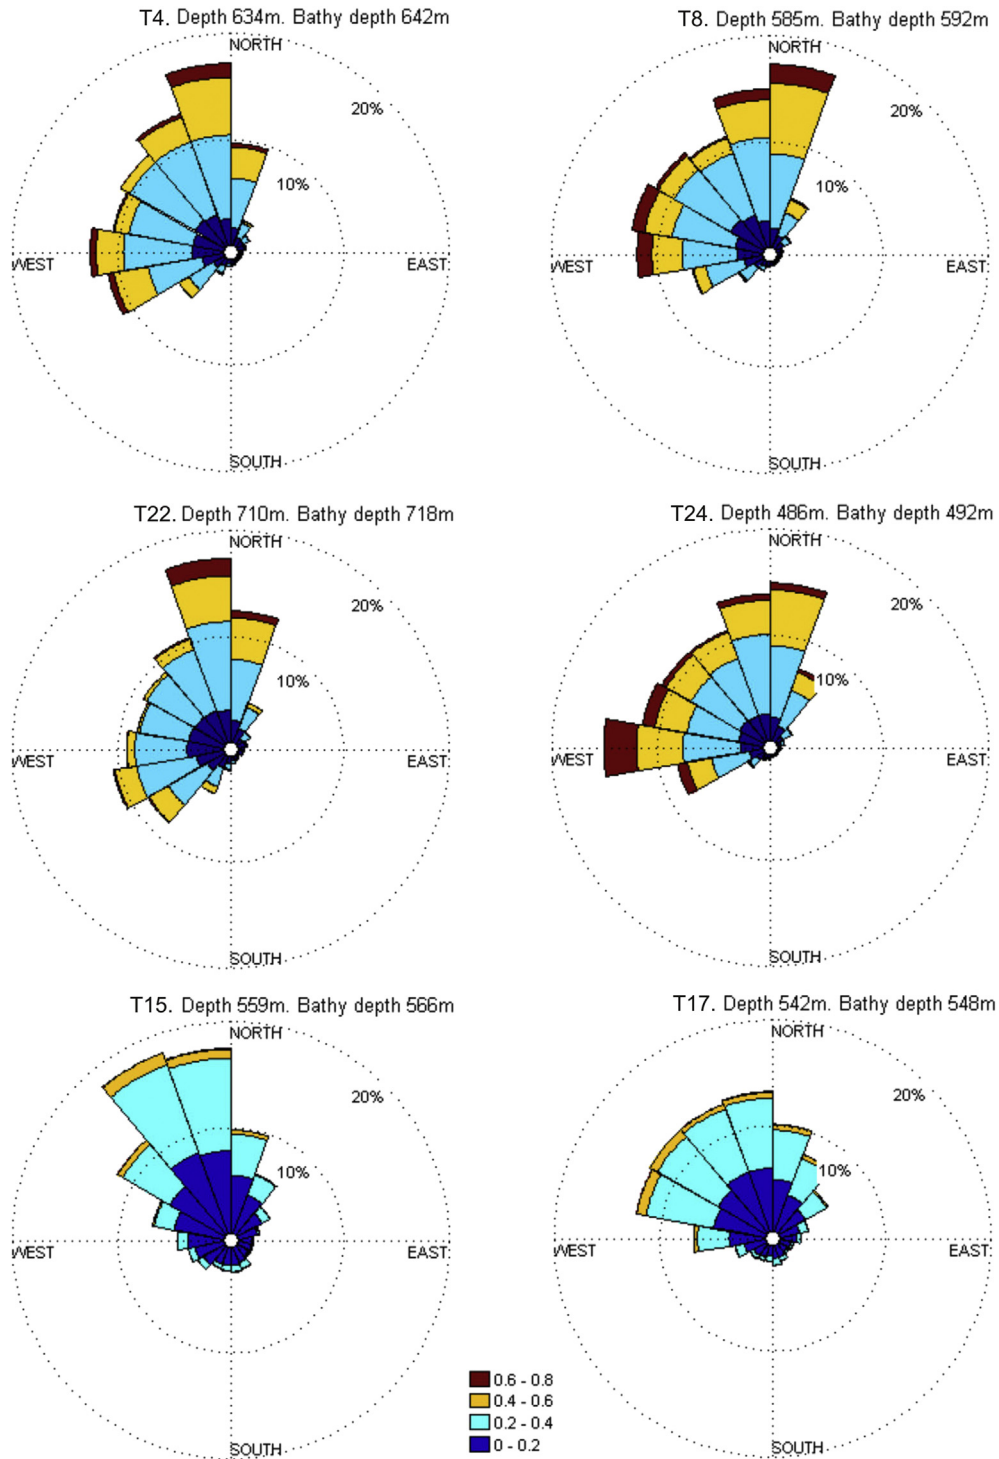 T4. Depth 634m. Bathy depth 642m
NORTH
20%
10%
WEST
EAST
SOUTH
T8. Depth 585m. Bathy depth 592m
NORTH
20%
10%
WEST
EAST
SOUTH
T22. Depth 710m. Bathy depth 718m
NORTH
20%
10%
WEST
EAST
SOUTH
T24. Depth 486m. Bathy depth 492m
NORTH
20%
10%
WEST
EAST
SOUTH
T15. Depth 559m. Bathy depth 566m
NORTH
20%
10%
WEST
EAST
SOUTH
T17. Depth 542m. Bathy depth 548m
NORTH
20%
10%
WEST
EAST
SOUTH
0.6 - 0.8
0.4 - 0.6
0.2 - 0.4
0 - 0.2